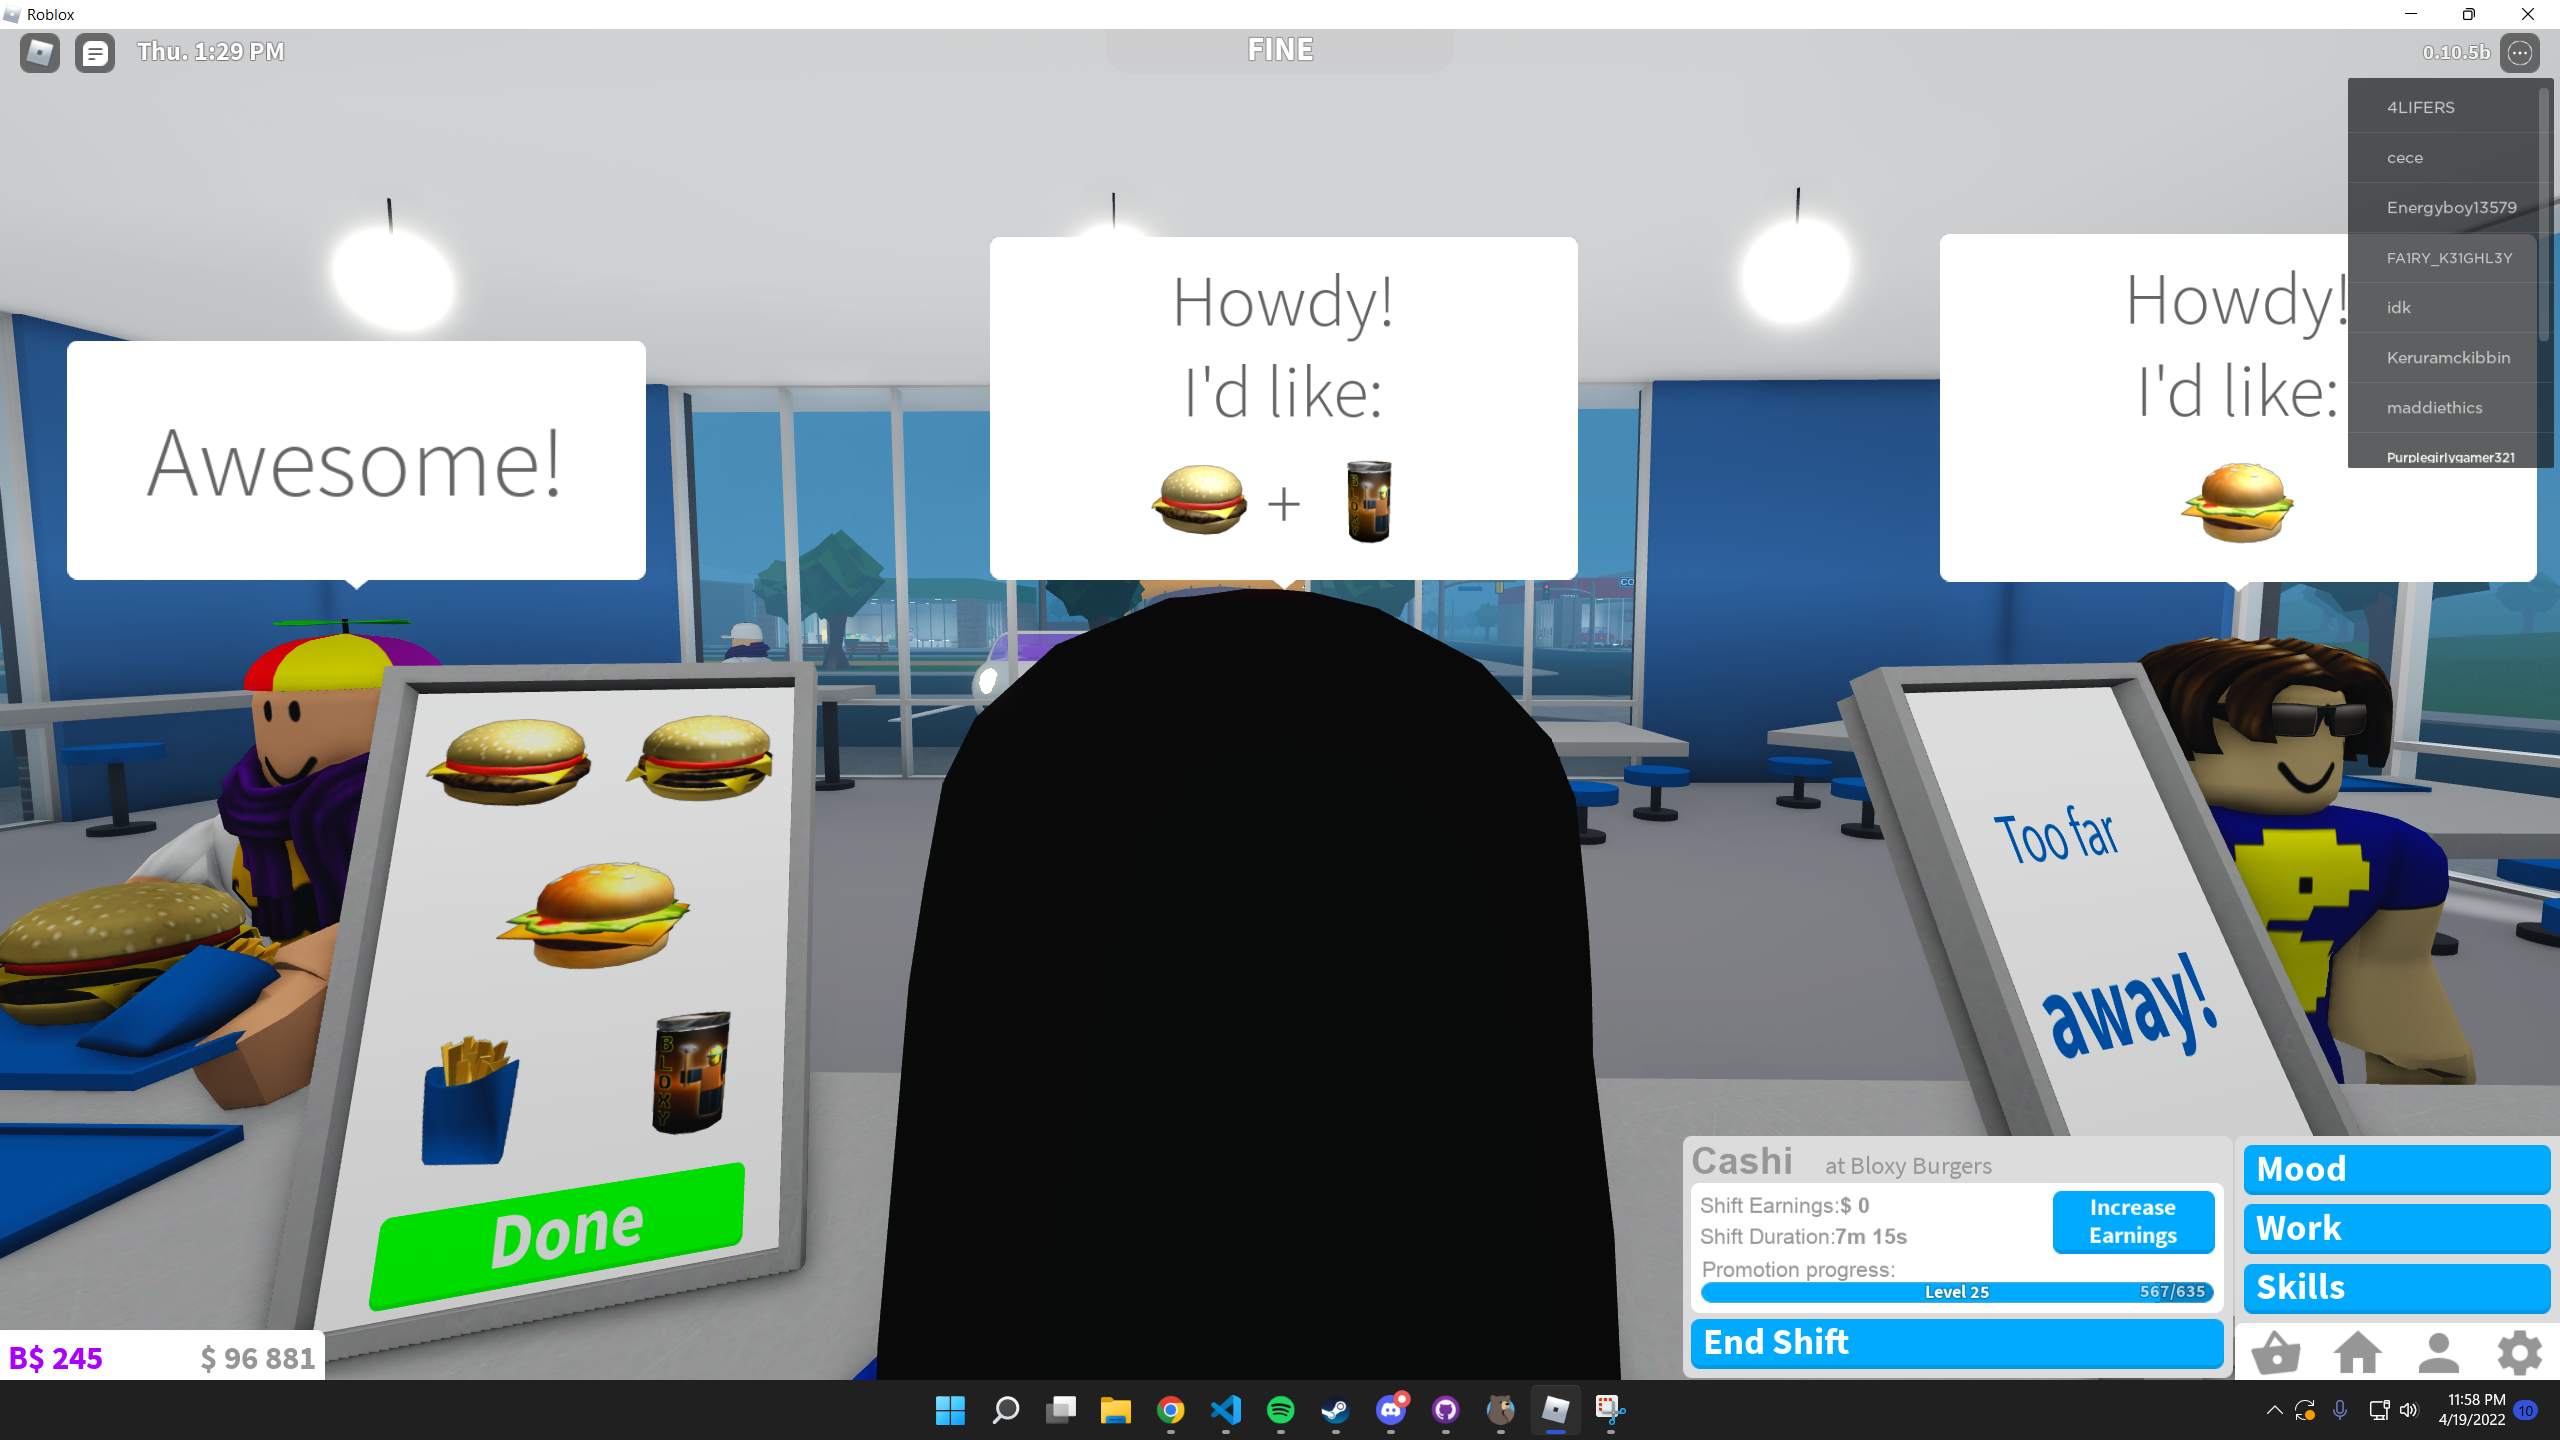 Roblox
Thu. 1:29 PM
FINE
0.10.5b
4LIFERS
cece
Energyboy13579
FA1RY_K31GHL3Y
idk
Keruramckibbin
maddiethics
Purplegirlygamer321
Awesome!
Howdy!
I'd like:
+
Howdy!
I'd like:
BLOXY
Too far
away!
BLOXY
Done
Cashi at Bloxy Burgers
Shift Earnings:$ 0
Shift Duration:7m 15s
Increase
Earnings
Promotion progress:
Level 25 567/635
End Shift
Mood
Work
Skills
B$ 245
$ 96 881
11:58 PM
4/19/2022
10